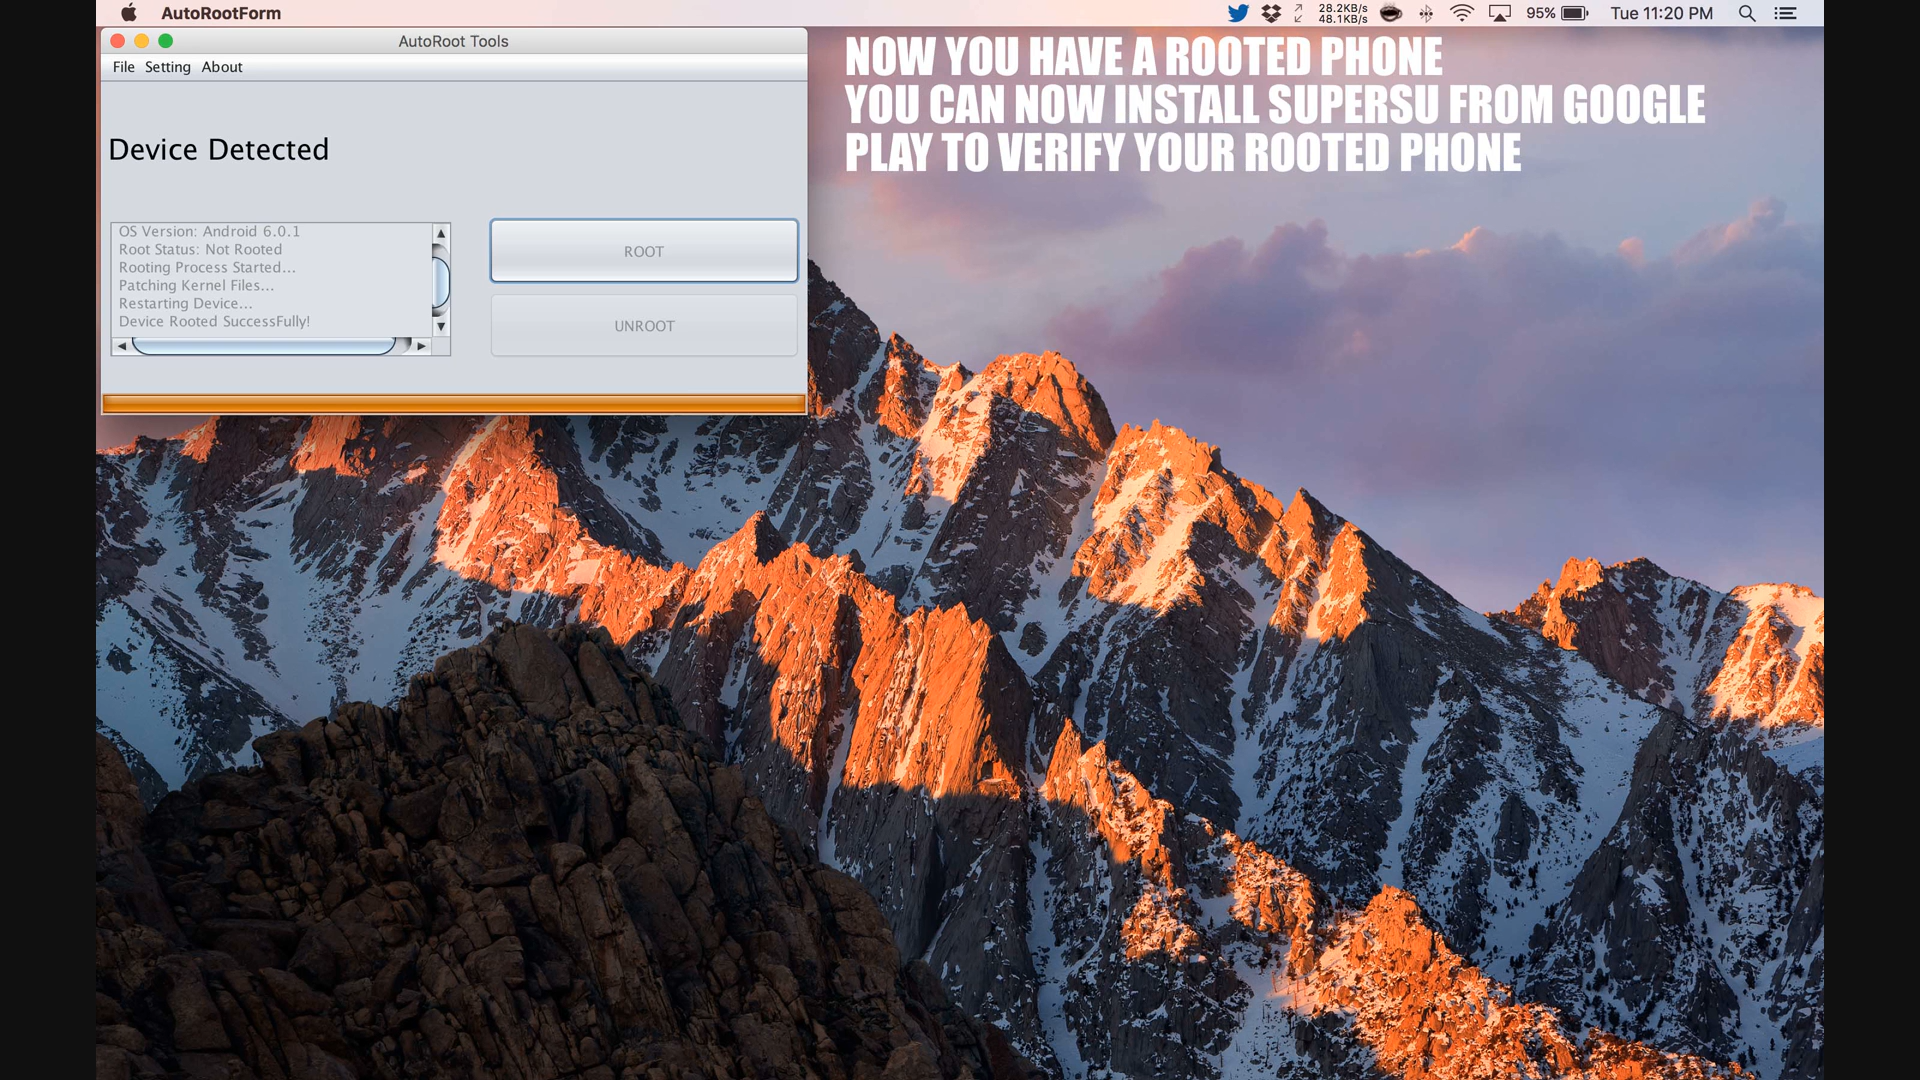 AutoRootForm
28.2KB/s
48.1KB/s
95%
Tue 11:20 PM
AutoRoot Tools
File Setting About
Device Detected
OS Version: Android 6.0.1
Root Status: Not Rooted
Rooting Process Started...
Patching Kernel Files...
Restarting Device...
Device Rooted SuccessFully!
ROOT
UNROOT
NOW YOU HAVE A ROOTED PHONE
YOU CAN NOW INSTALL SUPERSU FROM GOOGLE
PLAY TO VERIFY YOUR ROOTED PHONE